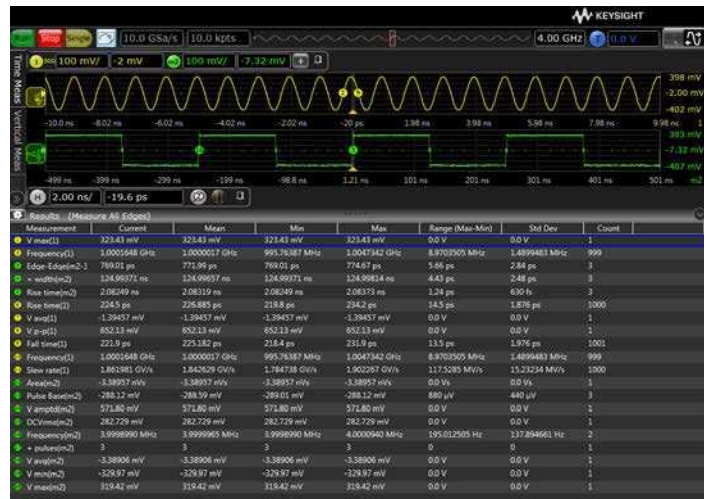 KEYSIGHT
Run Stop Single 10.0 GSa/s 10.0 kpts 4.00 GHz T 0.0 V
1 100 mV/ -2 mV m2 100 mV/ -7.32 mV
Time Meas
Vertical Meas
398 mV
-2.00 mV
-402 mV
-10.0 ns -8.02 ns -6.02 ns -4.02 ns -2.02 ns -20 ps 1.98 ns 3.98 ns 5.98 ns 7.98 ns 9.98 ns 1
393 mV
-7.32 mV
-407 mV
-499 ns -399 ns -299 ns -199 ns -98.8 ns 1.21 ns 101 ns 201 ns 301 ns 401 ns 501 ns m2
H 2.00 ns/ -19.6 ps
Results (Measure All Edges)
Measurement Current Mean Min Max Range (Max-Min) Std Dev Count
V max(1) 323.43 mV 323.43 mV 323.43 mV 323.43 mV 0.0 V 0.0 V 1
Frequency(1) 1.0001648 GHz 1.0000017 GHz 995.76387 MHz 1.0047342 GHz 8.9703505 MHz 1.4899483 MHz 999
Edge-Edge(m2-1 769.01 ps 771.99 ps 769.01 ps 774.67 ps 5.66 ps 2.84 ps 3
+ width(m2) 124.99371 ns 124.99657 ns 124.99371 ns 124.99814 ns 4.43 ps 2.48 ps 3
Rise time(m2) 2.08249 ns 2.08319 ns 2.08249 ns 2.08373 ns 1.24 ps 630 fs 3
Rise time(1) 224.5 ps 226.885 ps 219.8 ps 234.2 ps 14.5 ps 1.876 ps 1000
V avg(1) -1.39457 mV -1.39457 mV -1.39457 mV -1.39457 mV 0.0 V 0.0 V 1
V p-p(1) 652.13 mV 652.13 mV 652.13 mV 652.13 mV 0.0 V 0.0 V 1
Fall time(1) 221.9 ps 225.182 ps 218.4 ps 231.9 ps 13.5 ps 1.976 ps 1001
Frequency(1) 1.0001648 GHz 1.0000017 GHz 995.76387 MHz 1.0047342 GHz 8.9703505 MHz 1.4899483 MHz 999
Slew rate(1) 1.861981 GV/s 1.842629 GV/s 1.784738 GV/s 1.902267 GV/s 117.5285 MV/s 15.23234 MV/s 1000
Area(m2) -3.38957 nVs -3.38957 nVs -3.38957 nVs -3.38957 nVs 0.0 Vs 0.0 Vs 1
Pulse Base(m2) -288.12 mV -288.59 mV -289.01 mV -288.12 mV 880 µV 440 µV 3
V amptd(m2) 571.80 mV 571.80 mV 571.80 mV 571.80 mV 0.0 V 0.0 V 1
DCVrms(m2) 282.729 mV 282.729 mV 282.729 mV 282.729 mV 0.0 V 0.0 V 1
Frequency(m2) 3.9998990 MHz 3.9999965 MHz 3.9998990 MHz 4.0000940 MHz 195.012505 Hz 137.894661 Hz 2
+ pulses(m2) 3 3 3 3 0 0 1
V avg(m2) -3.38906 mV -3.38906 mV -3.38906 mV -3.38906 mV 0.0 V 0.0 V 1
V min(m2) -329.97 mV -329.97 mV -329.97 mV -329.97 mV 0.0 V 0.0 V 1
V max(m2) 319.42 mV 319.42 mV 319.42 mV 319.42 mV 0.0 V 0.0 V 1